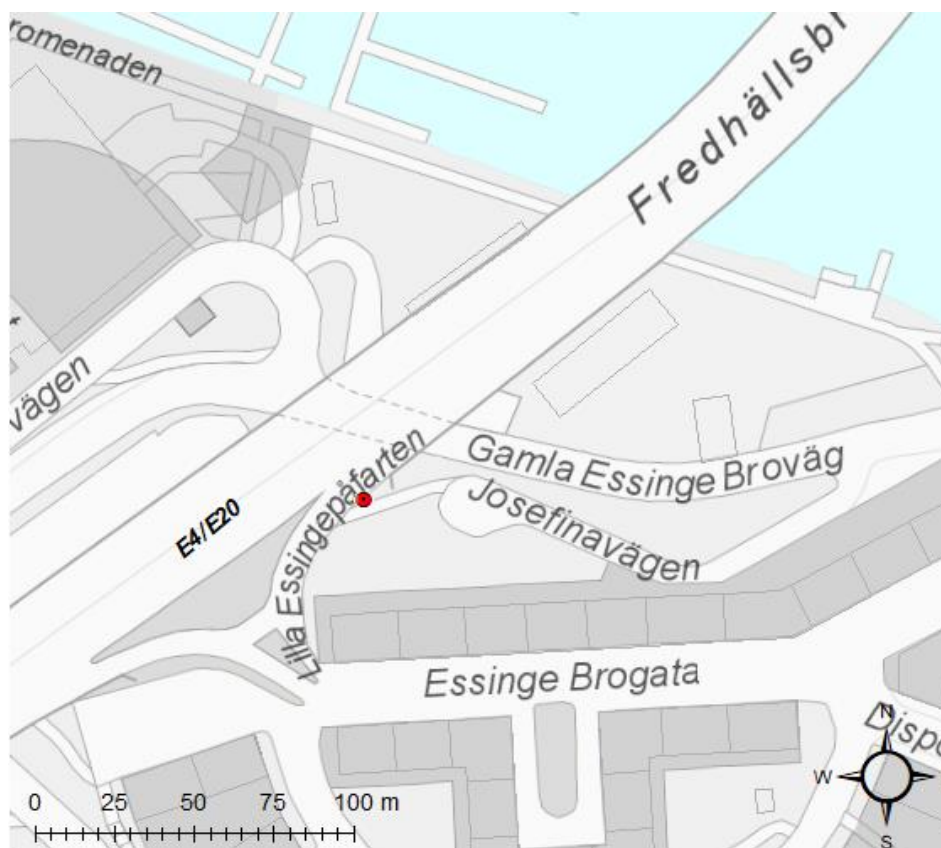 romenaden
Fredhällsbr
vägen
E4/E20
Lilla Essingepåfarten
Gamla Essinge Broväg
Josefinavägen
Essinge Brogata
Dispo
N
W
S
0 25 50 75 100 m